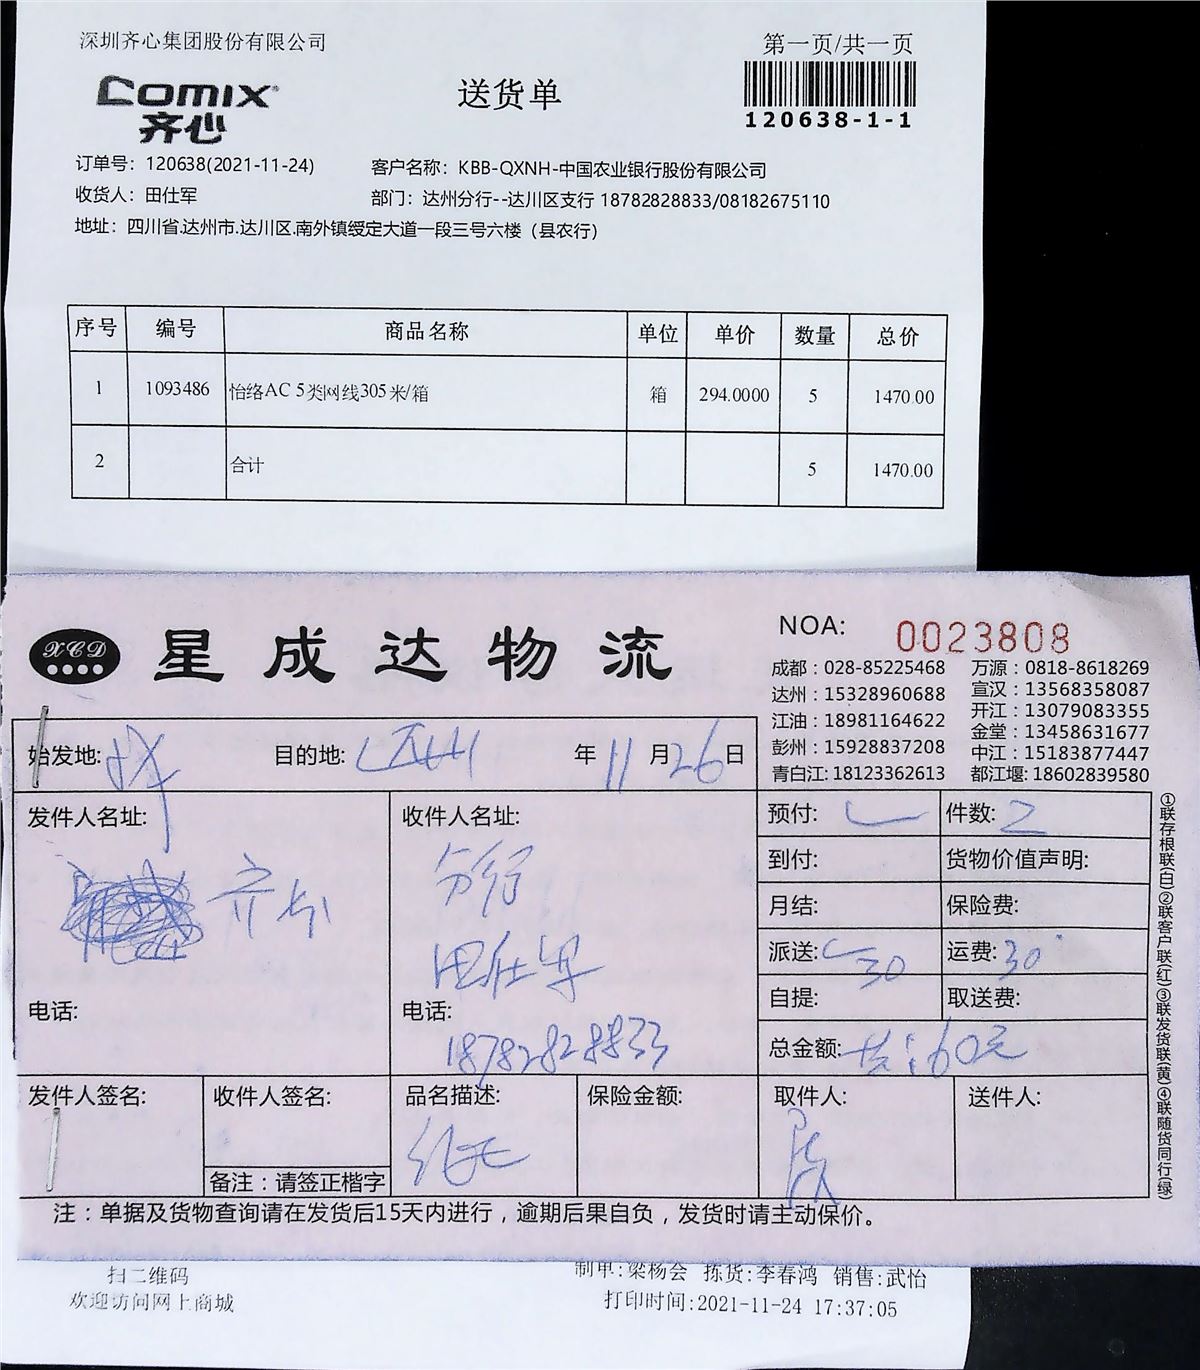 深圳齐心集团股份有限公司
第一页/共一页
COMIX
齐心
送货单
120638-1-1
订单号：120638(2021-11-24) 客户名称：KBB-QXNH-中国农业银行股份有限公司
收货人：田仕军 部门：达州分行--达川区支行 18782828833/08182675110
地址：四川省.达州市.达川区.南外镇绶定大道一段三号六楼（县农行）
序号 编号 商品名称 单位 单价 数量 总价
1 1093486 怡络AC 5类网线305米/箱 箱 294.0000 5 1470.00
2 合计 5 1470.00
XCD 星成达物流
NOA: 0023808
成都：028-85225468 万源：0818-8618269
达州：15328960688 宣汉：13568358087
江油：18981164622 开江：13079083355
彭州：15928837208 金堂：13458631677
青白江: 18123362613 中江：15183877447
都江堰: 18602839580
始发地: 成 目的地: 达州 年 11 月 26 日
发件人名址: 齐心
收件人名址: 分行
田仕军
电话:
电话: 18782828833
预付: 件数: 2
到付: 货物价值声明:
月结: 保险费:
派送: 30 运费: 30
自提: 取送费:
总金额: 共:60元
发件人签名: 收件人签名: 品名描述: 保险金额: 取件人: 送件人:
备注：请签正楷字
①联存根联(白)②联客户联(红)③联发货联(黄)④联随货同行(绿)
注：单据及货物查询请在发货后15天内进行，逾期后果自负，发货时请主动保价。
扫二维码
欢迎访问网上商城
制单:梁杨会 拣货:李春鸿 销售:武怡
打印时间:2021-11-24 17:37:05